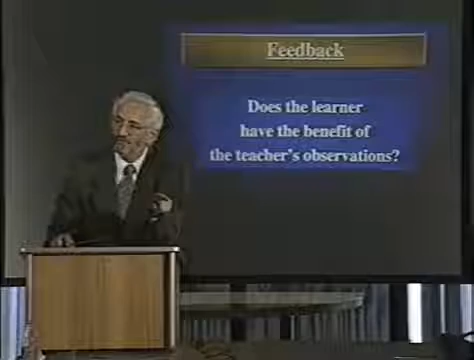 Feedback
Does the learner
have the benefit of
the teacher's observations?